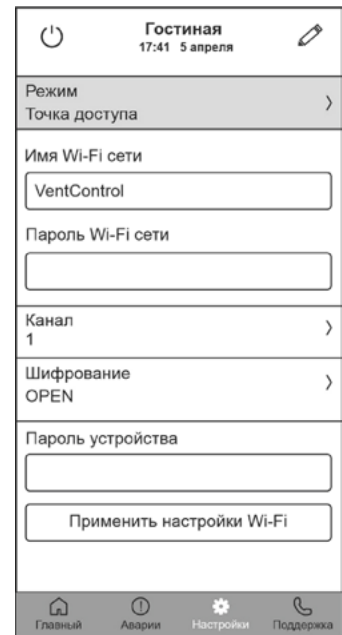 Гостиная
17:41 5 апреля
Режим
Точка доступа
Имя Wi-Fi сети
VentControl
Пароль Wi-Fi сети
Канал
1
Шифрование
OPEN
Пароль устройства
Применить настройки Wi-Fi
Главный Аварии Настройки Поддержка